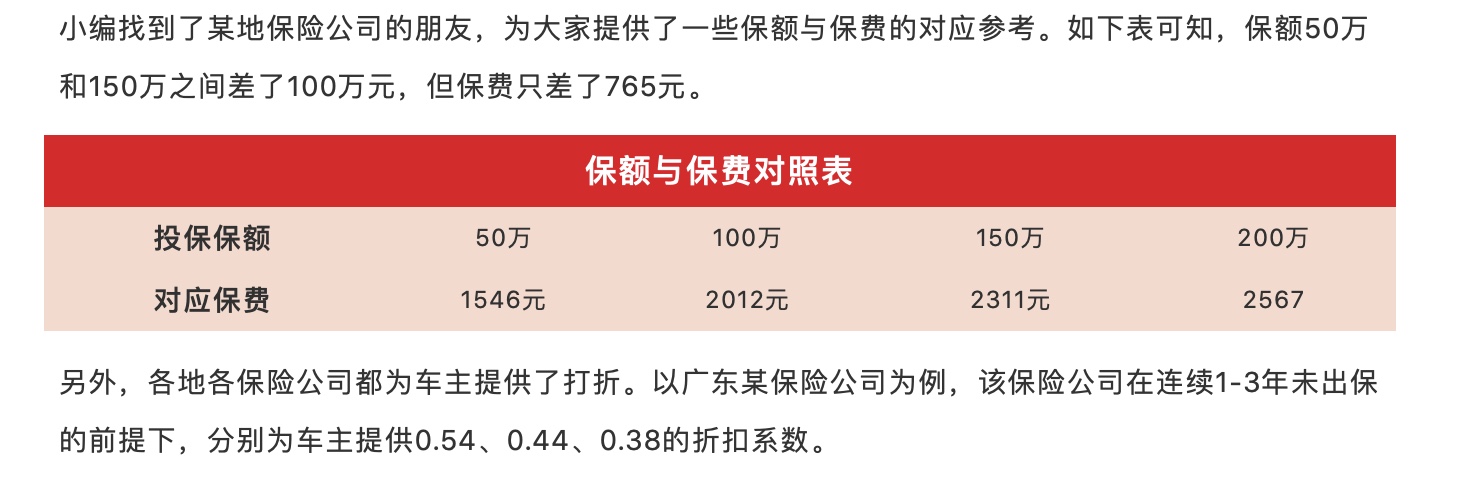 小编找到了某地保险公司的朋友，为大家提供了一些保额与保费的对应参考。如下表可知，保额50万
和150万之间差了100万元，但保费只差了765元。
保额与保费对照表
投保保额 50万 100万 150万 200万
对应保费 1546元 2012元 2311元 2567
另外，各地各保险公司都为车主提供了打折。以广东某保险公司为例，该保险公司在连续1-3年未出保
的前提下，分别为车主提供0.54、0.44、0.38的折扣系数。